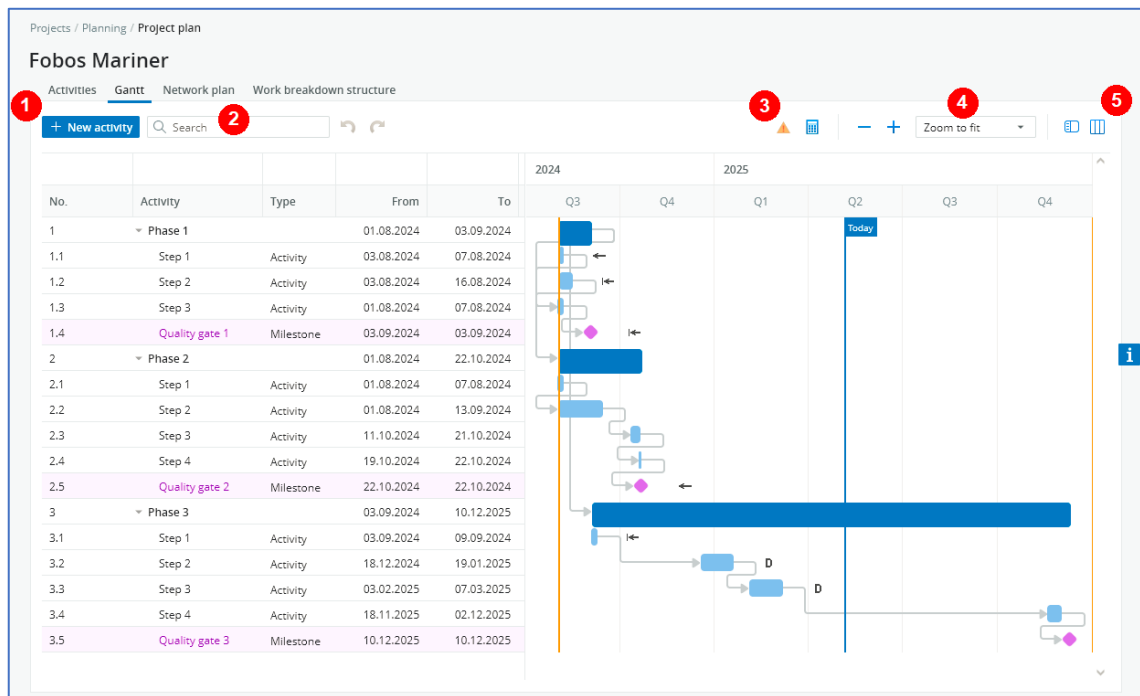 Projects / Planning / Project plan
Fobos Mariner
Activities Gantt Network plan Work breakdown structure
1 2 3 4 5
+ New activity Search Zoom to fit
2024 2025
No. Activity Type From To Q3 Q4 Q1 Q2 Q3 Q4
1 Phase 1 01.08.2024 03.09.2024 Today
1.1 Step 1 Activity 03.08.2024 07.08.2024
1.2 Step 2 Activity 03.08.2024 16.08.2024
1.3 Step 3 Activity 01.08.2024 07.08.2024
1.4 Quality gate 1 Milestone 03.09.2024 03.09.2024
2 Phase 2 01.08.2024 22.10.2024
i
2.1 Step 1 Activity 01.08.2024 07.08.2024
2.2 Step 2 Activity 01.08.2024 13.09.2024
2.3 Step 3 Activity 11.10.2024 21.10.2024
2.4 Step 4 Activity 19.10.2024 22.10.2024
2.5 Quality gate 2 Milestone 22.10.2024 22.10.2024
3 Phase 3 03.09.2024 10.12.2025
3.1 Step 1 Activity 03.09.2024 09.09.2024
3.2 Step 2 Activity 18.12.2024 19.01.2025 D
3.3 Step 3 Activity 03.02.2025 07.03.2025 D
3.4 Step 4 Activity 18.11.2025 02.12.2025
3.5 Quality gate 3 Milestone 10.12.2025 10.12.2025